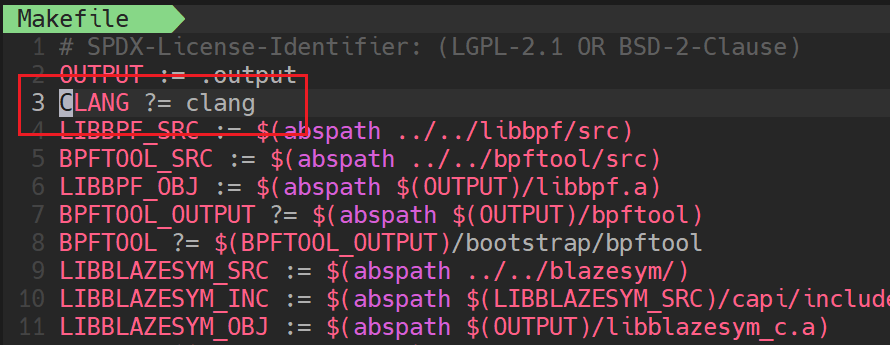 Makefile
1 # SPDX-License-Identifier: (LGPL-2.1 OR BSD-2-Clause)
2 OUTPUT := .output
3 CLANG ?= clang
4 LIBBPF_SRC := $(abspath ../../libbpf/src)
5 BPFTOOL_SRC := $(abspath ../../bpftool/src)
6 LIBBPF_OBJ := $(abspath $(OUTPUT)/libbpf.a)
7 BPFTOOL_OUTPUT ?= $(abspath $(OUTPUT)/bpftool)
8 BPFTOOL ?= $(BPFTOOL_OUTPUT)/bootstrap/bpftool
9 LIBBLAZESYM_SRC := $(abspath ../../blazesym/)
10 LIBBLAZESYM_INC := $(abspath $(LIBBLAZESYM_SRC)/capi/include
11 LIBBLAZESYM_OBJ := $(abspath $(OUTPUT)/libblazesym_c.a)